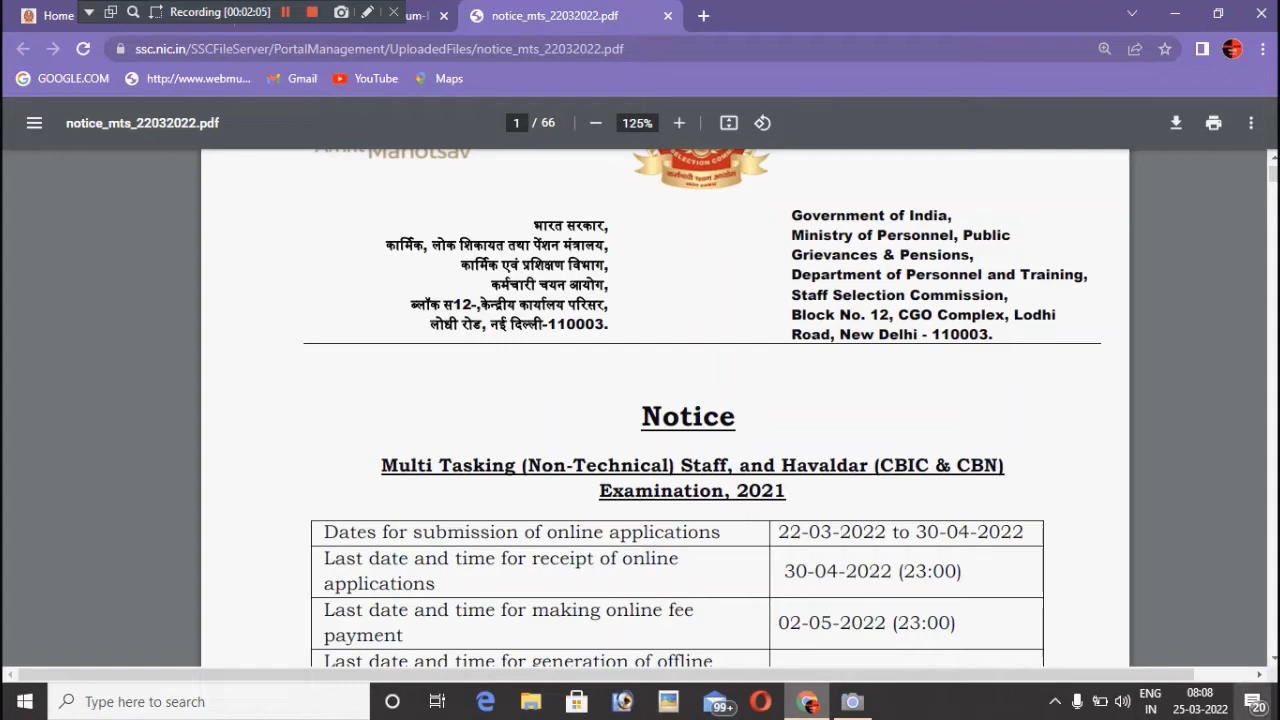 Home
Recording [00:02:05]
um-l
notice_mts_22032022.pdf
ssc.nic.in/SSCFileServer/PortalManagement/UploadedFiles/notice_mts_22032022.pdf
GOOGLE.COM
http://www.webmu...
Gmail
YouTube
Maps
notice_mts_22032022.pdf
1 / 66
125%
Mahotsav
SELECTION COMM
कर्मचारी चयन आयोग
भारत सरकार,
कार्मिक, लोक शिकायत तथा पेंशन मंत्रालय,
कार्मिक एवं प्रशिक्षण विभाग,
कर्मचारी चयन आयोग,
ब्लॉक स12-,केन्द्रीय कार्यालय परिसर,
लोधी रोड, नई दिल्ली-110003.
Government of India,
Ministry of Personnel, Public
Grievances & Pensions,
Department of Personnel and Training,
Staff Selection Commission,
Block No. 12, CGO Complex, Lodhi
Road, New Delhi - 110003.
Notice
Multi Tasking (Non-Technical) Staff, and Havaldar (CBIC & CBN)
Examination, 2021
Dates for submission of online applications
22-03-2022 to 30-04-2022
Last date and time for receipt of online
applications
30-04-2022 (23:00)
Last date and time for making online fee
payment
02-05-2022 (23:00)
Last date and time for generation of offline
Type here to search
99+
ENG
IN
08:08
25-03-2022
20